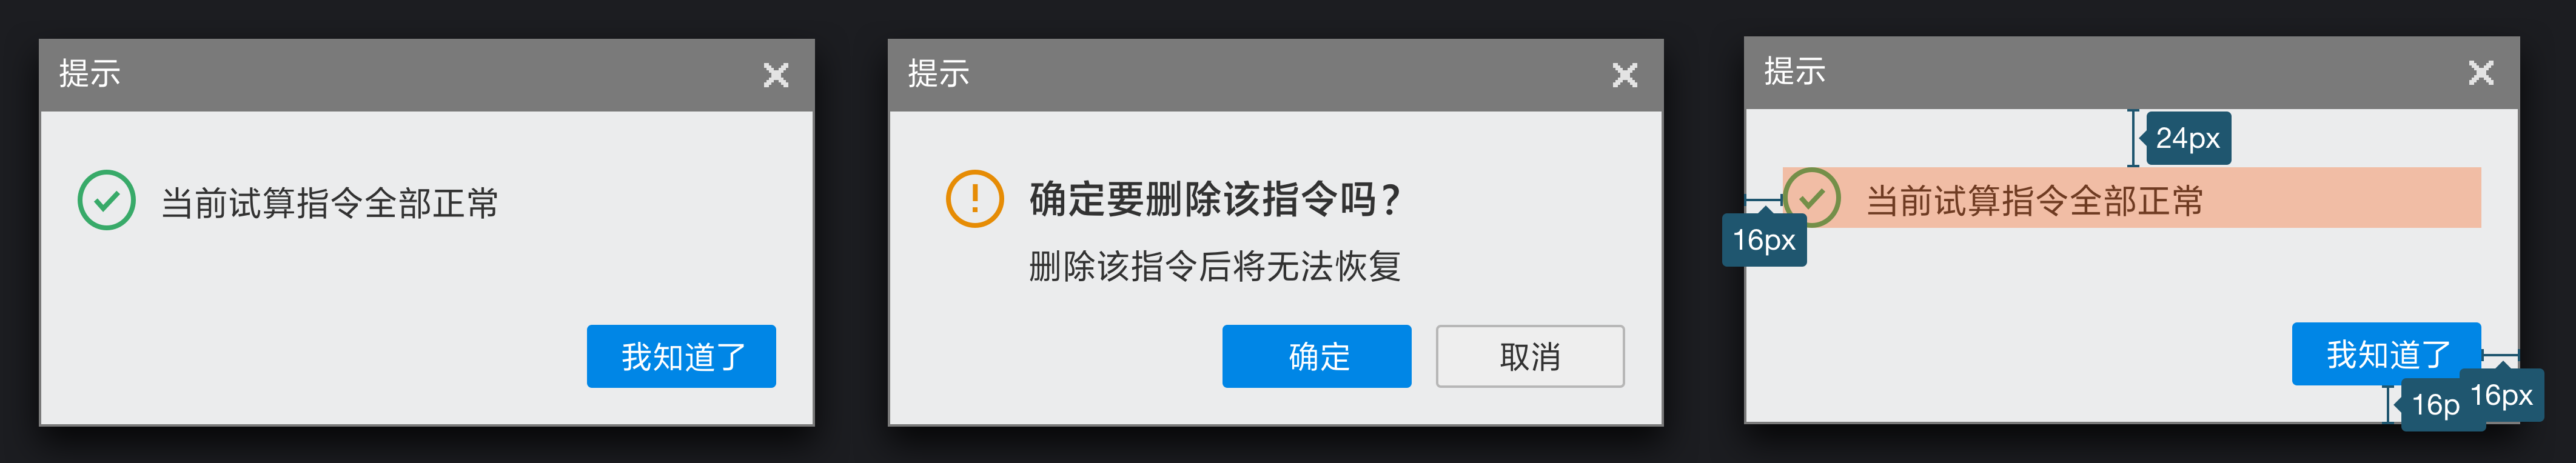 提示
当前试算指令全部正常
我知道了
提示
确定要删除该指令吗？
删除该指令后将无法恢复
确定
取消
提示
24px
当前试算指令全部正常
16px
我知道了
16p
16px